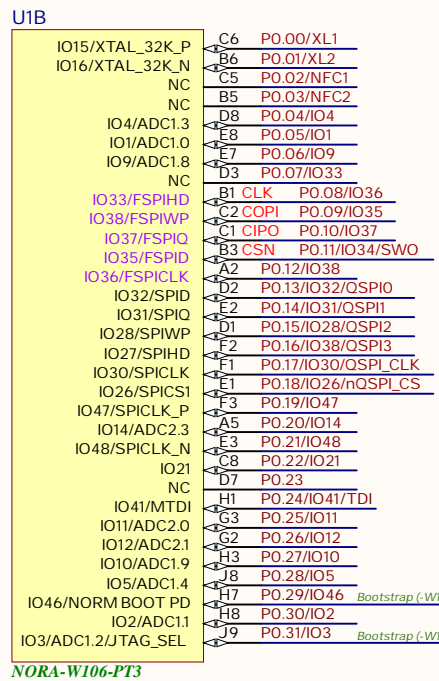 U1B
IO15/XTAL_32K_P C6 P0.00/XL1
IO16/XTAL_32K_N B6 P0.01/XL2
NC C5 P0.02/NFC1
NC B5 P0.03/NFC2
IO4/ADC1.3 D8 P0.04/IO4
IO1/ADC1.0 E8 P0.05/IO1
IO9/ADC1.8 E7 P0.06/IO9
NC D3 P0.07/IO33
IO33/FSPIHD B1 CLK P0.08/IO36
IO38/FSPIWP C2 COPI P0.09/IO35
IO37/FSPIQ C1 CIPO P0.10/IO37
IO35/FSPID B3 CSN P0.11/IO34/SWO
IO36/FSPICLK A2 P0.12/IO38
IO32/SPID D2 P0.13/IO32/QSPI0
IO31/SPIQ E2 P0.14/IO31/QSPI1
IO28/SPIWP D1 P0.15/IO28/QSPI2
IO27/SPIHD F2 P0.16/IO38/QSPI3
IO30/SPICLK F1 P0.17/IO30/QSPI_CLK
IO26/SPICS1 E1 P0.18/IO26/nQSPI_CS
IO47/SPICLK_P F3 P0.19/IO47
IO14/ADC2.3 A5 P0.20/IO14
IO48/SPICLK_N E3 P0.21/IO48
IO21 C8 P0.22/IO21
NC D7 P0.23
IO41/MTDI H1 P0.24/IO41/TDI
IO11/ADC2.0 G3 P0.25/IO11
IO12/ADC2.1 G2 P0.26/IO12
IO10/ADC1.9 H3 P0.27/IO10
IO5/ADC1.4 J8 P0.28/IO5
IO46/NORM BOOT PD H7 P0.29/IO46 Bootstrap (-W1
IO2/ADC1.1 H8 P0.30/IO2
IO3/ADC1.2/JTAG_SEL J9 P0.31/IO3 Bootstrap (-W1
NORA-W106-PT3